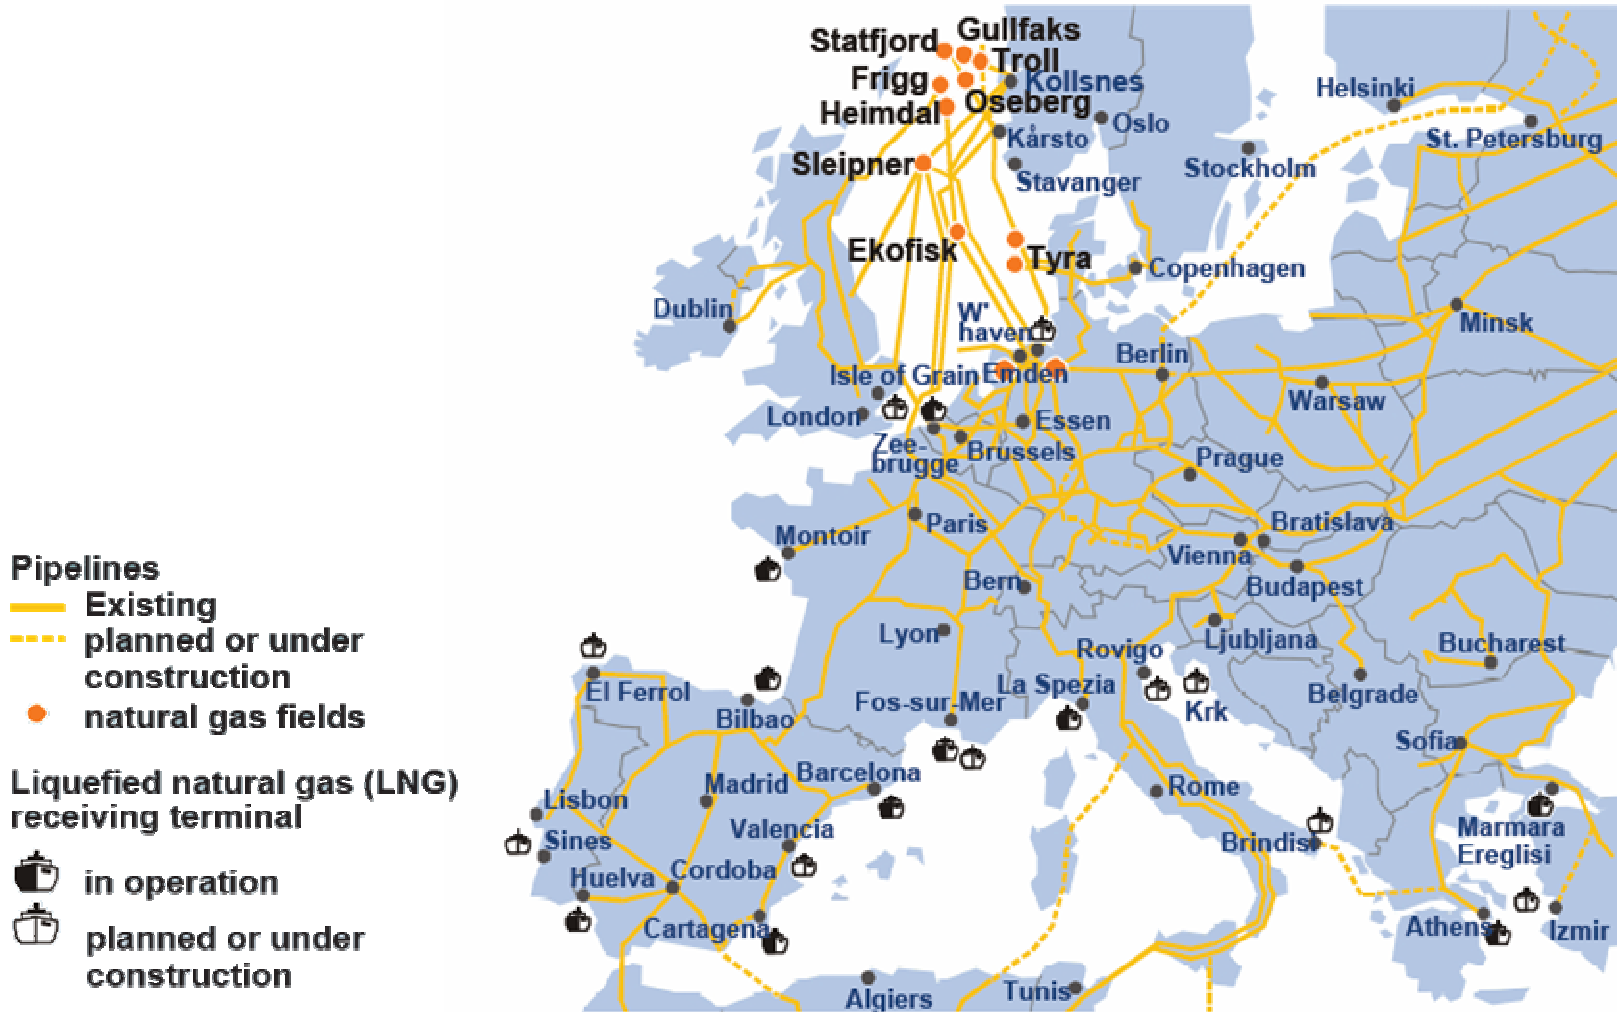 Gullfaks
Statfjord
Troll
Frigg
Kollsnes
Helsinki
Heimdal
Oseberg
Oslo
Kårsto
St. Petersburg
Sleipner
Stockholm
Stavanger
Ekofisk
Tyra
Copenhagen
Dublin
W'
haven
Minsk
Berlin
Isle of Grain
Emden
Warsaw
London
Essen
Zee-
brugge
Brussels
Prague
Paris
Bratislava
Montoir
Vienna
Pipelines
Existing
planned or under
construction
natural gas fields
Bern
Budapest
Lyon
Ljubljana
Rovigo
Bucharest
El Ferrol
La Spezia
Belgrade
Fos-sur-Mer
Krk
Bilbao
Sofia
Liquefied natural gas (LNG)
receiving terminal
in operation
planned or under
construction
Madrid
Barcelona
Rome
Lisbon
Valencia
Marmara
Ereglisi
Sines
Brindisi
Huelva
Cordoba
Cartagena
Athens
Izmir
Algiers
Tunis